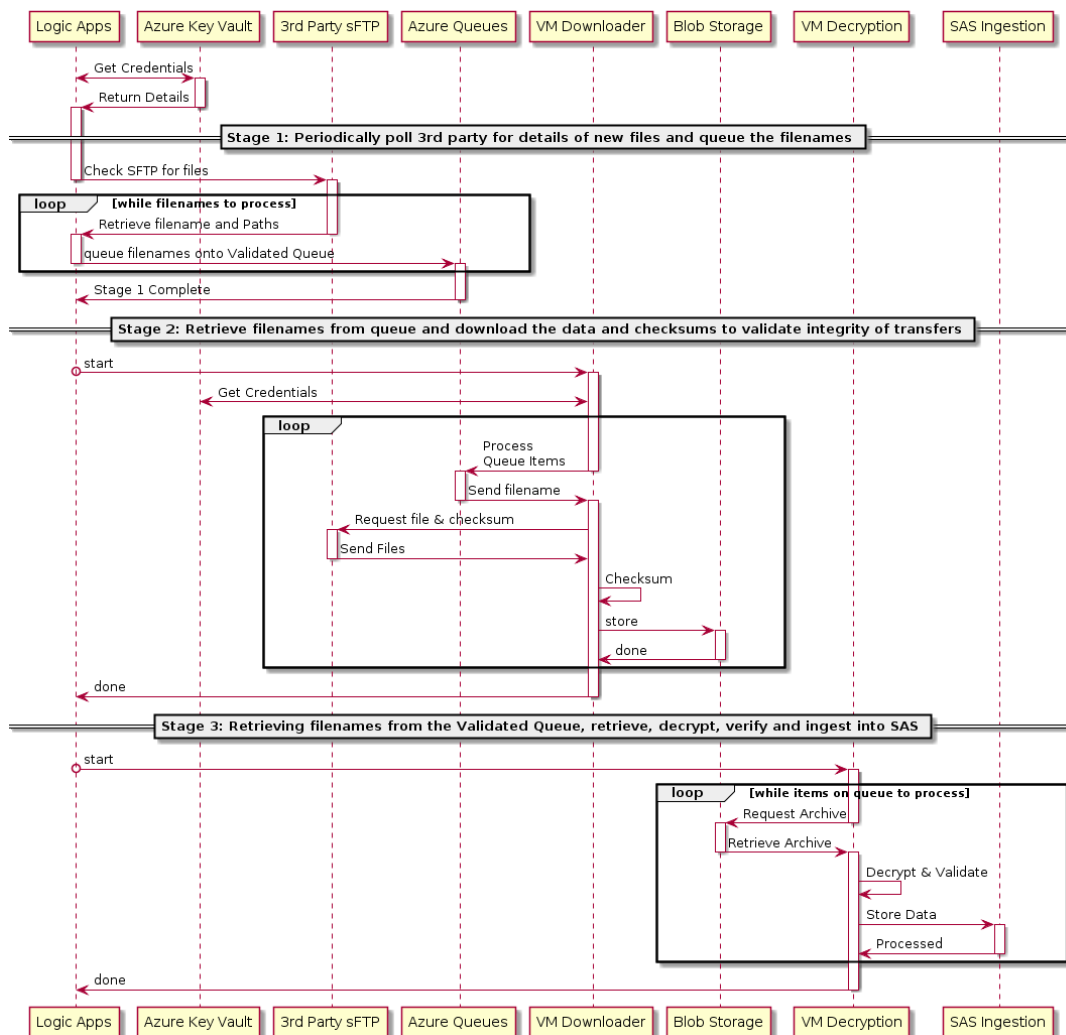 Logic Apps
Azure Key Vault
3rd Party sFTP
Azure Queues
VM Downloader
Blob Storage
VM Decryption
SAS Ingestion
Get Credentials
Return Details
Stage 1: Periodically poll 3rd party for details of new files and queue the filenames
Check SFTP for files
loop [while filenames to process]
Retrieve filename and Paths
queue filenames onto Validated Queue
Stage 1 Complete
Stage 2: Retrieve filenames from queue and download the data and checksums to validate integrity of transfers
start
Get Credentials
loop
Process
Queue Items
Send filename
Request file & checksum
Send Files
Checksum
store
done
done
Stage 3: Retrieving filenames from the Validated Queue, retrieve, decrypt, verify and ingest into SAS
start
loop [while items on queue to process]
Request Archive
Retrieve Archive
Decrypt & Validate
Store Data
Processed
done
Logic Apps
Azure Key Vault
3rd Party sFTP
Azure Queues
VM Downloader
Blob Storage
VM Decryption
SAS Ingestion